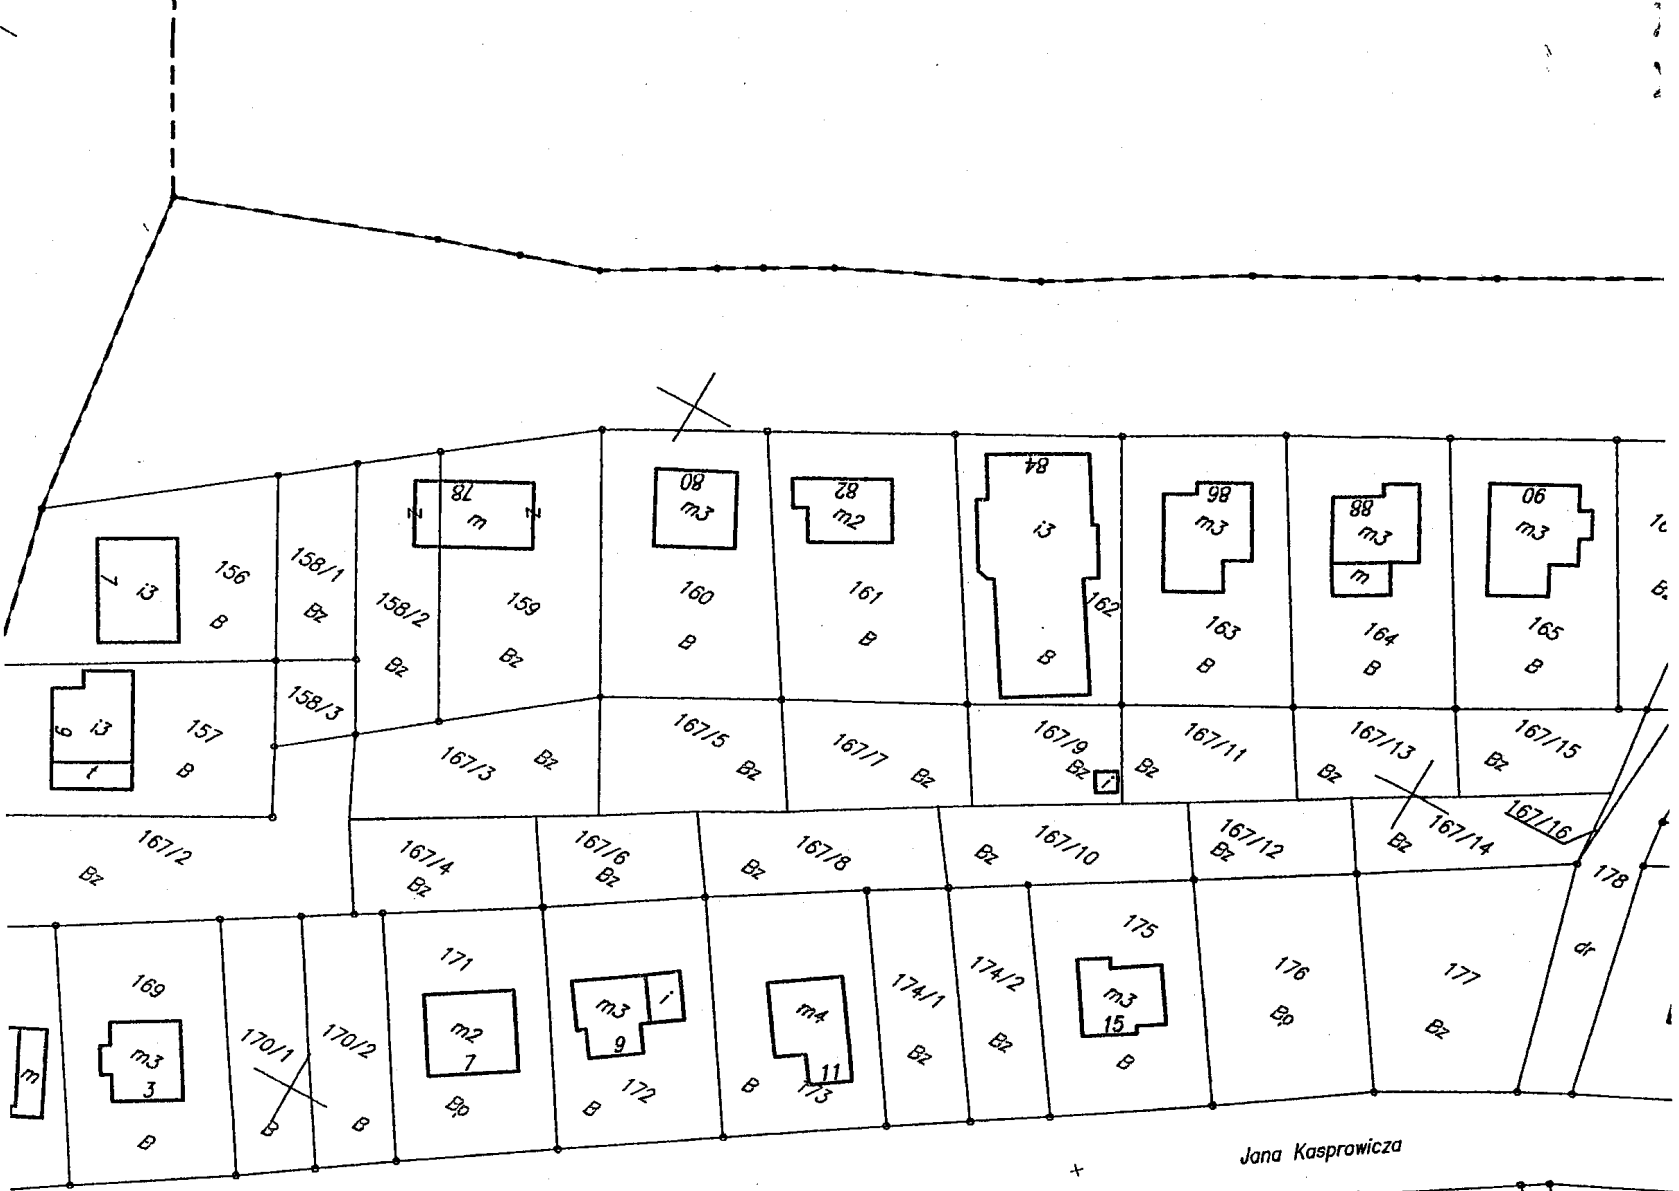 78
m
80
m3
82
m2
84
i3
86
m3
88
m3
m
90
m3
7
i3
156
B
158/1
Bz
158/2
Bz
159
Bz
160
B
161
B
162
B
163
B
164
B
165
B
9
i3
t
157
B
158/3
167/3
Bz
167/5
Bz
167/7
Bz
167/9
Bz
i
167/11
Bz
167/13
Bz
167/15
Bz
167/2
Bz
167/4
Bz
167/6
Bz
167/8
Bz
167/10
Bz
167/12
Bz
167/14
Bz
167/16
178
dr
m
169
m3
3
B
170/1
B
170/2
B
171
m2
7
Bp
m3
i
9
172
B
m4
11
173
B
174/1
Bz
174/2
Bz
175
m3
15
B
176
Bp
177
Bz
Jana Kasprowicza